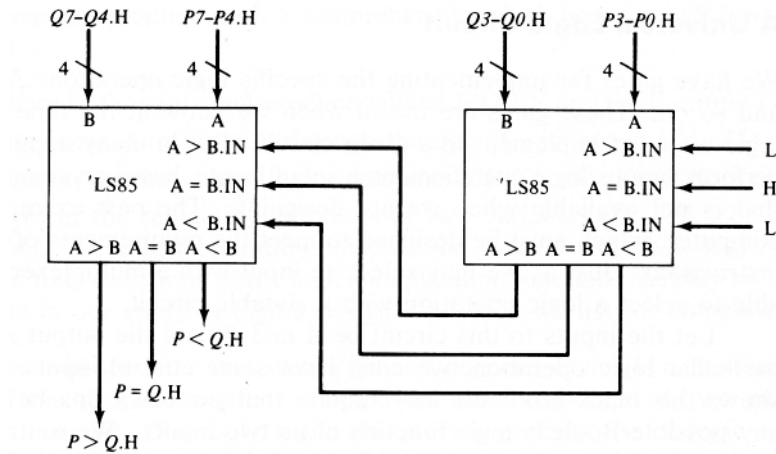 Q7–Q4.H P7–P4.H Q3–Q0.H P3–P0.H
4 4 4 4
B A B A
A > B.IN A > B.IN L
'LS85 A = B.IN 'LS85 A = B.IN H
A < B.IN A < B.IN L
A > B A = B A < B A > B A = B A < B
P < Q.H
P = Q.H
P > Q.H